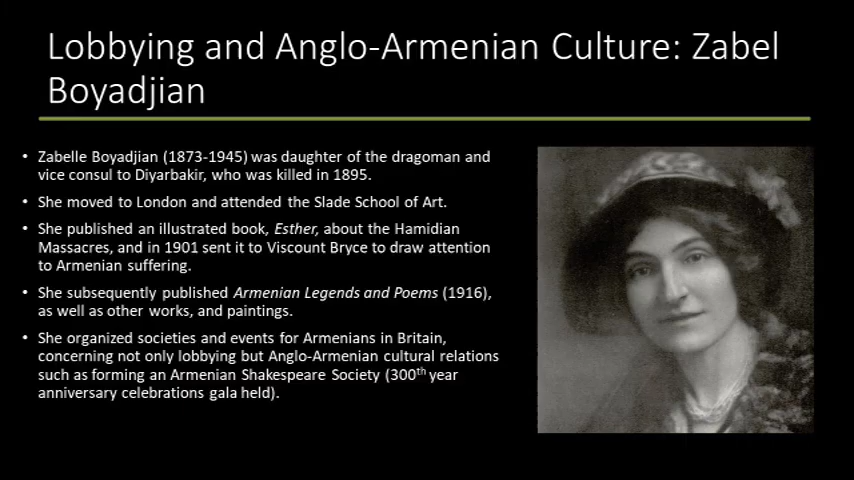 Lobbying and Anglo-Armenian Culture: Zabel
Boyadjian
• Zabelle Boyadjian (1873-1945) was daughter of the dragoman and
vice consul to Diyarbakir, who was killed in 1895.
• She moved to London and attended the Slade School of Art.
• She published an illustrated book, Esther, about the Hamidian
Massacres, and in 1901 sent it to Viscount Bryce to draw attention
to Armenian suffering.
• She subsequently published Armenian Legends and Poems (1916),
as well as other works, and paintings.
• She organized societies and events for Armenians in Britain,
concerning not only lobbying but Anglo-Armenian cultural relations
such as forming an Armenian Shakespeare Society (300th year
anniversary celebrations gala held).